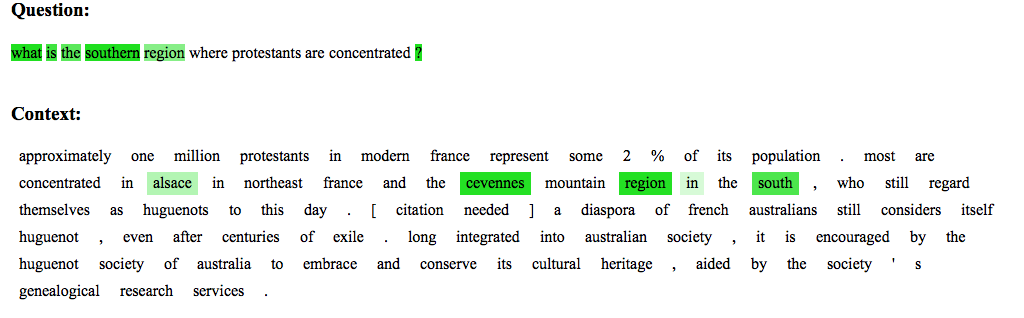 Question:
what is the southern region where protestants are concentrated ?
Context:
approximately one million protestants in modern france represent some 2 % of its population . most are
concentrated in alsace in northeast france and the cevennes mountain region in the south , who still regard
themselves as huguenots to this day . [ citation needed ] a diaspora of french australians still considers itself
huguenot , even after centuries of exile . long integrated into australian society , it is encouraged by the
huguenot society of australia to embrace and conserve its cultural heritage , aided by the society ' s
genealogical research services .